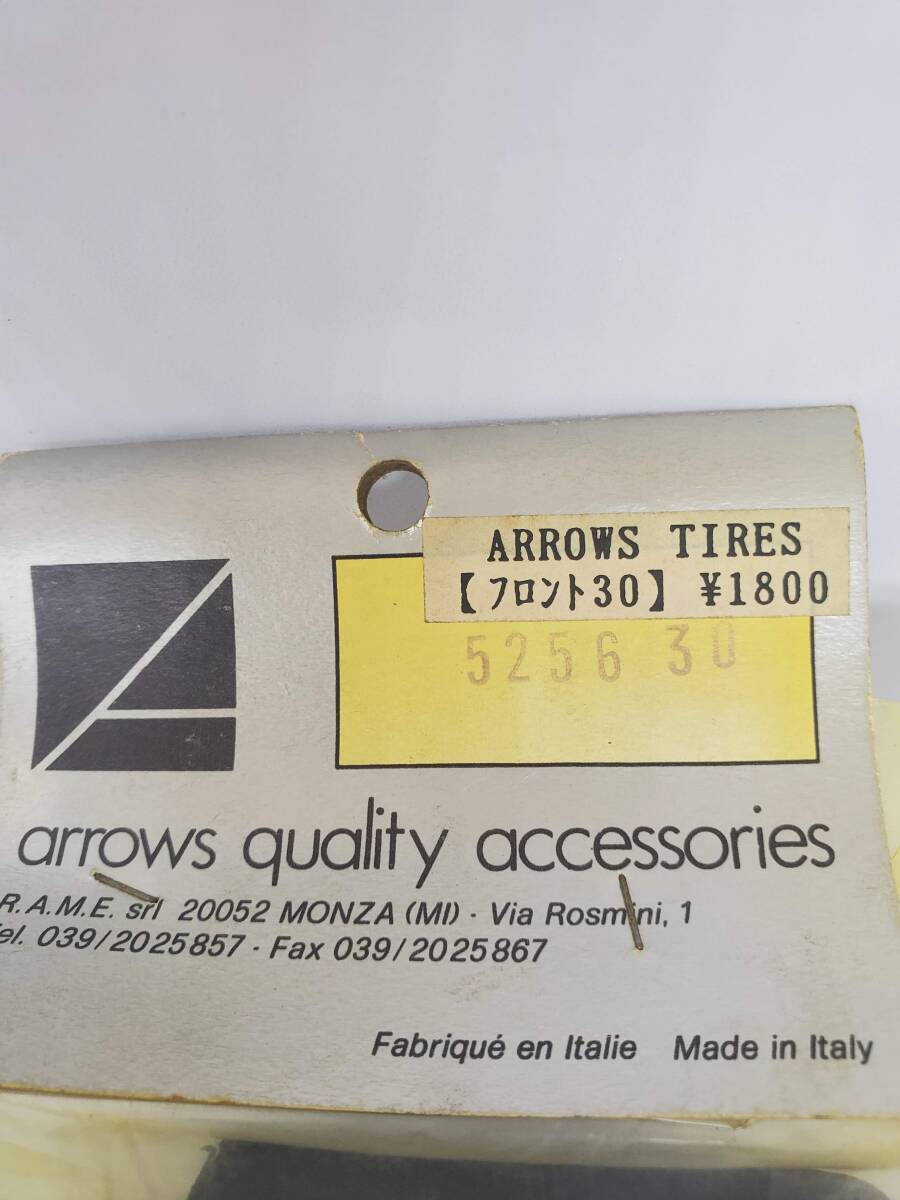 ARROWS TIRES
【フロント30】 ¥1800
5256 30
arrows quality accessories
R.A.M.E. srl 20052 MONZA (MI) · Via Rosmini, 1
Tel. 039/2025857 · Fax 039/2025867
Fabriqué en Italie Made in Italy